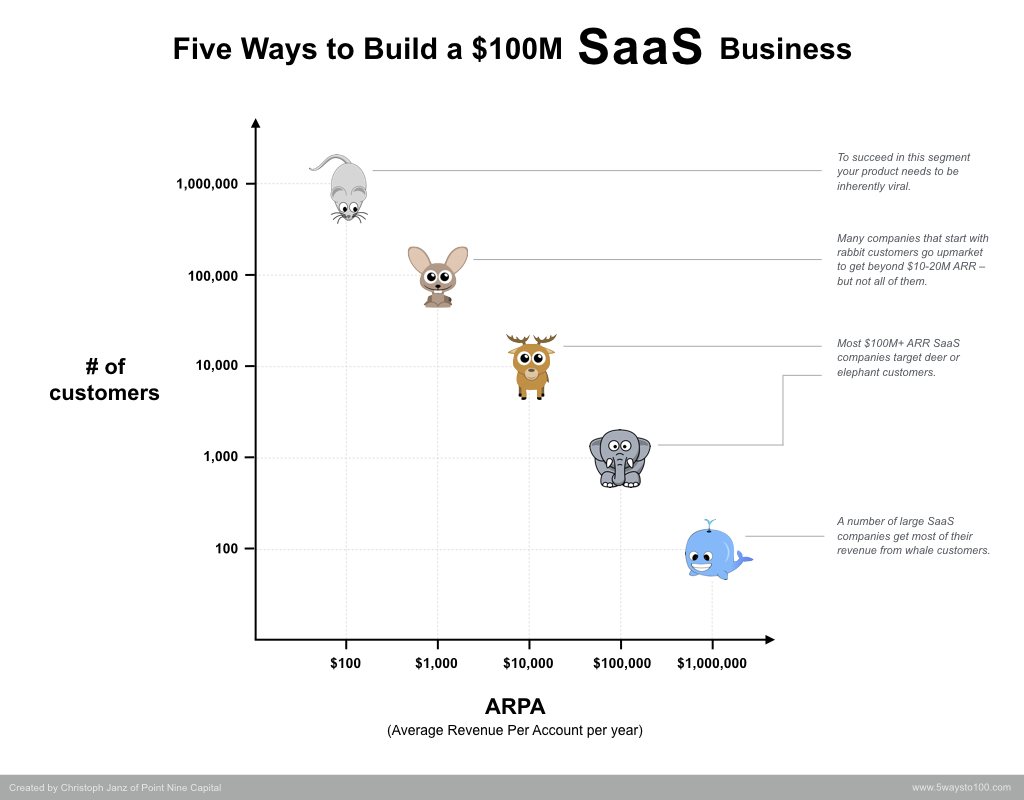 Five Ways to Build a $100M SaaS Business
1,000,000
100,000
10,000
1,000
100
# of
customers
To succeed in this segment
your product needs to be
inherently viral.
Many companies that start with
rabbit customers go upmarket
to get beyond $10-20M ARR –
but not all of them.
Most $100M+ ARR SaaS
companies target deer or
elephant customers.
A number of large SaaS
companies get most of their
revenue from whale customers.
$100 $1,000 $10,000 $100,000 $1,000,000
ARPA
(Average Revenue Per Account per year)
Created by Christoph Janz of Point Nine Capital
www.5waysto100.com